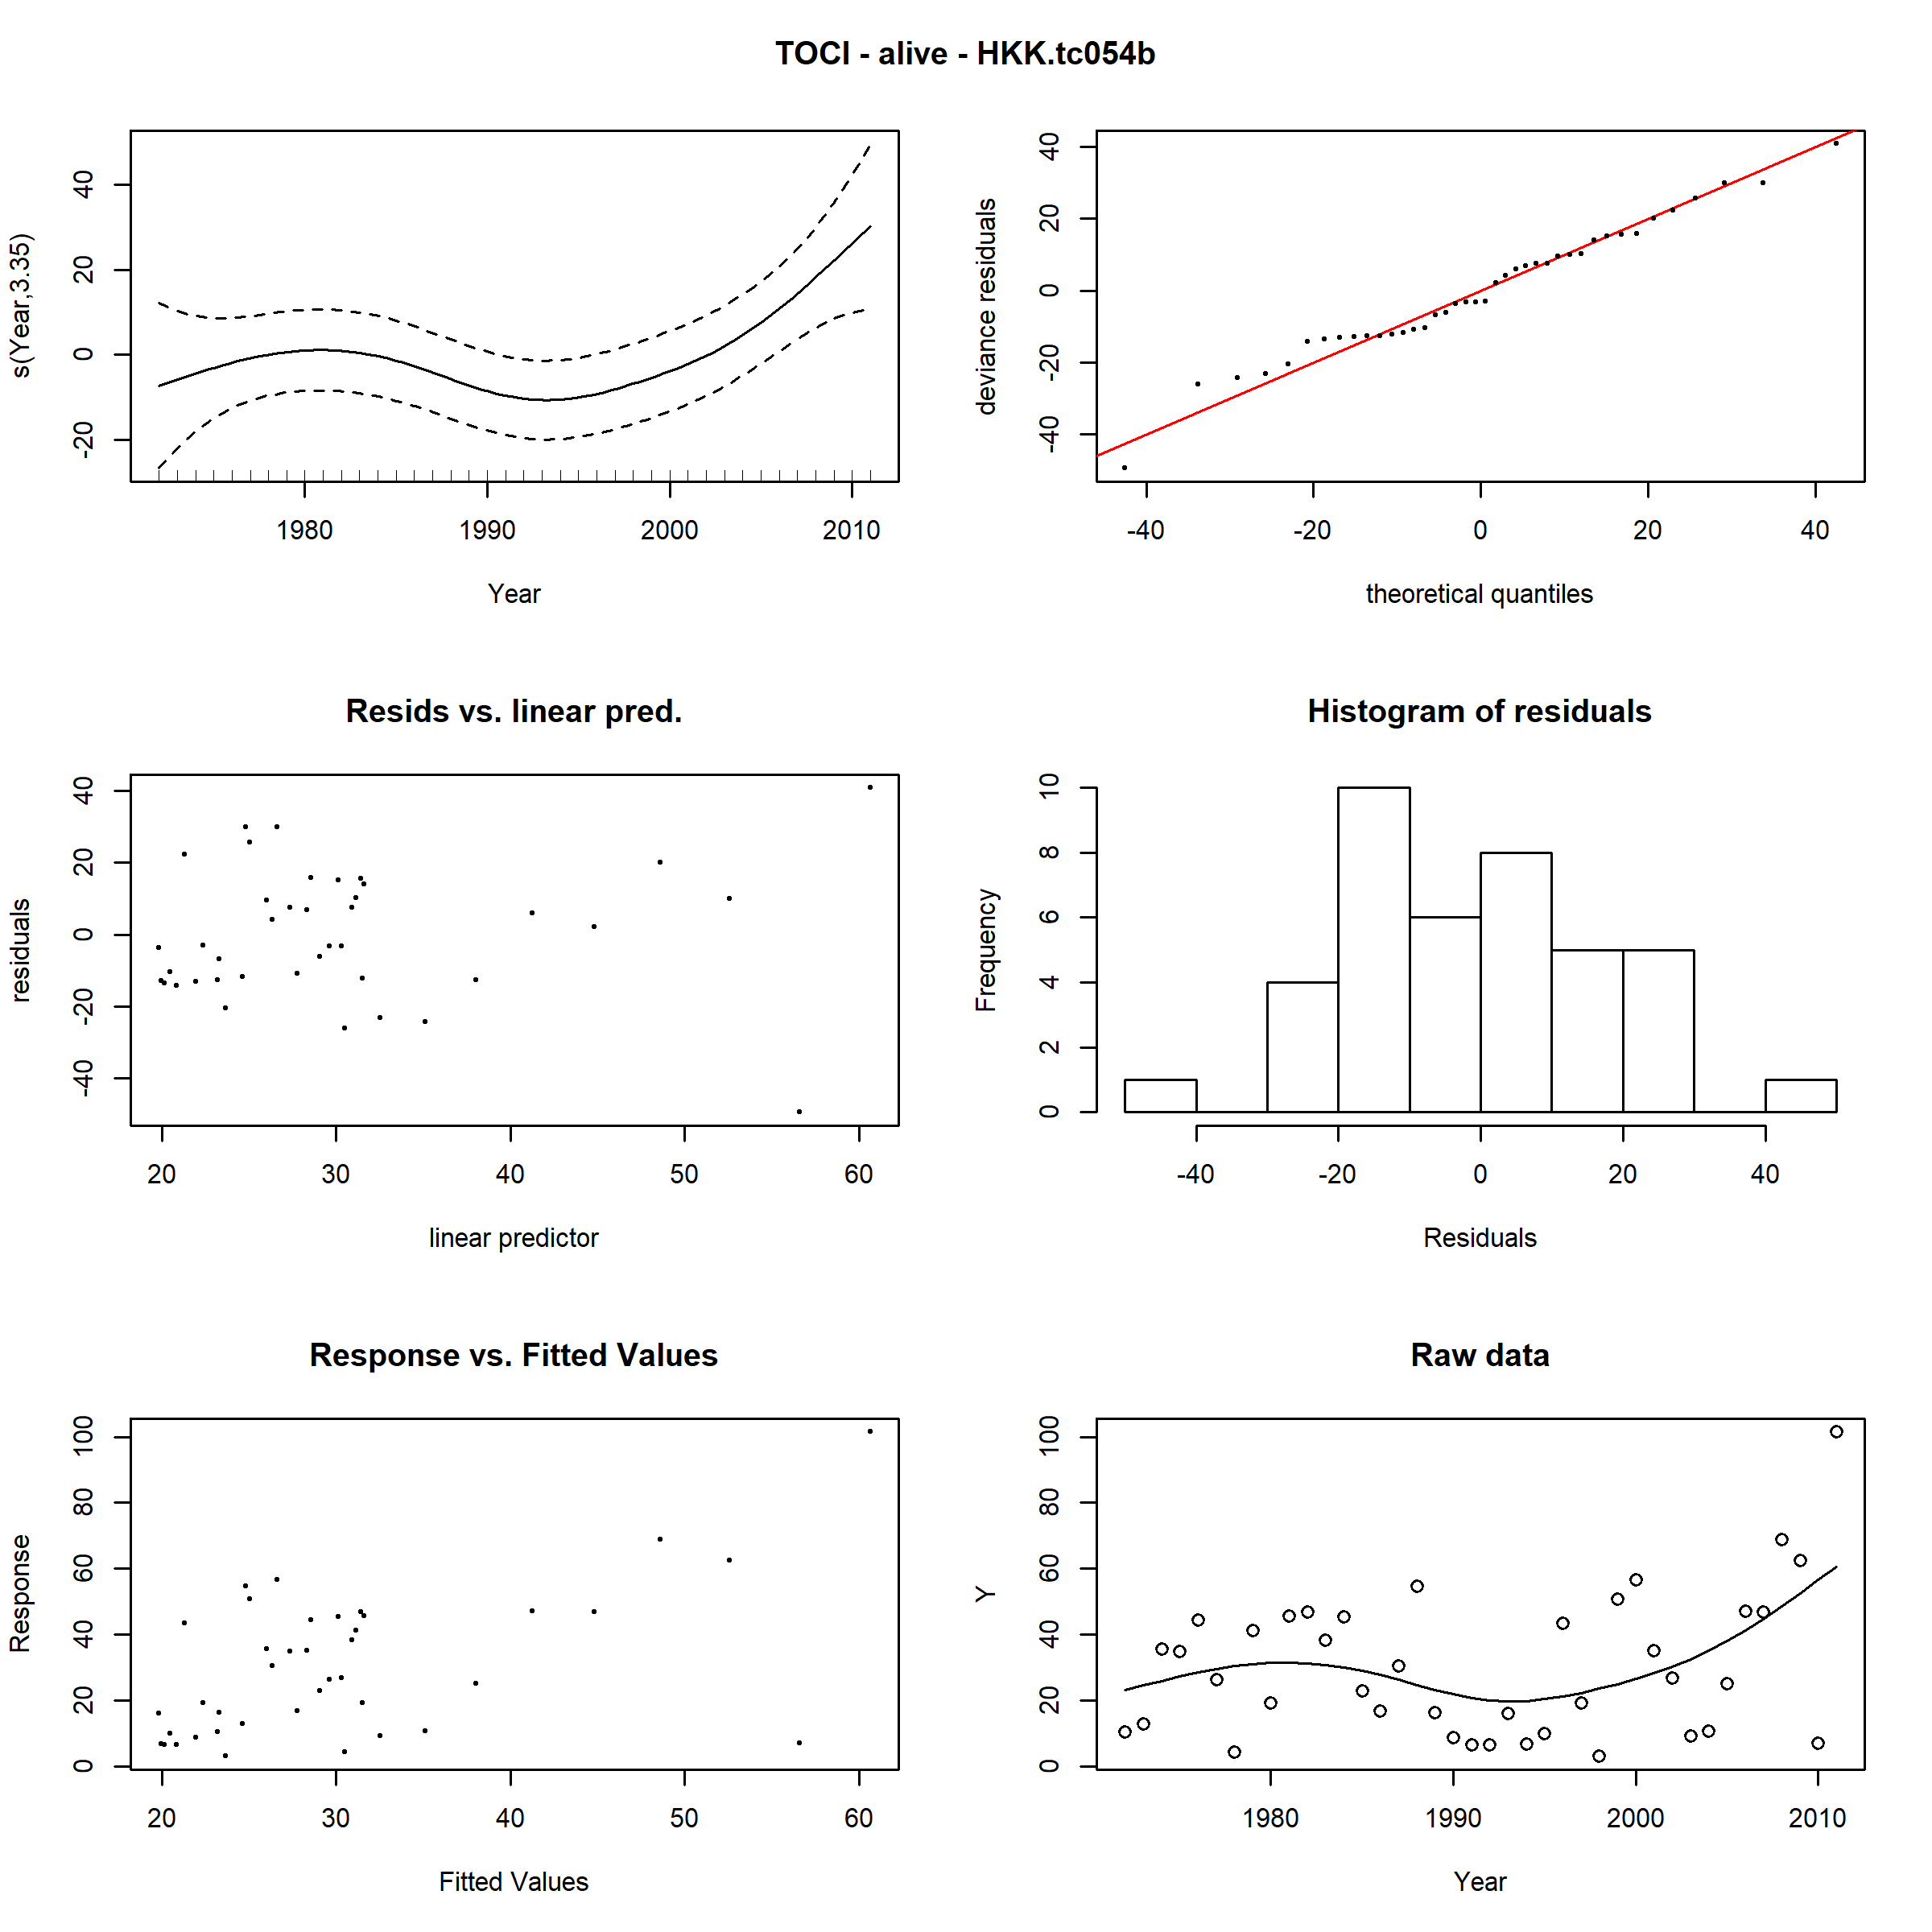 TOCI - alive - HKK.tc054b
s(Year,3.35)
40
20
0
-20
1980 1990 2000 2010
Year
deviance residuals
40
20
0
-20
-40
-40 -20 0 20 40
theoretical quantiles
Resids vs. linear pred.
residuals
40
20
0
-20
-40
20 30 40 50 60
linear predictor
Histogram of residuals
Frequency
10
8
6
4
2
0
-40 -20 0 20 40
Residuals
Response vs. Fitted Values
Response
100
80
60
40
20
0
20 30 40 50 60
Fitted Values
Raw data
Y
100
80
60
40
20
0
1980 1990 2000 2010
Year